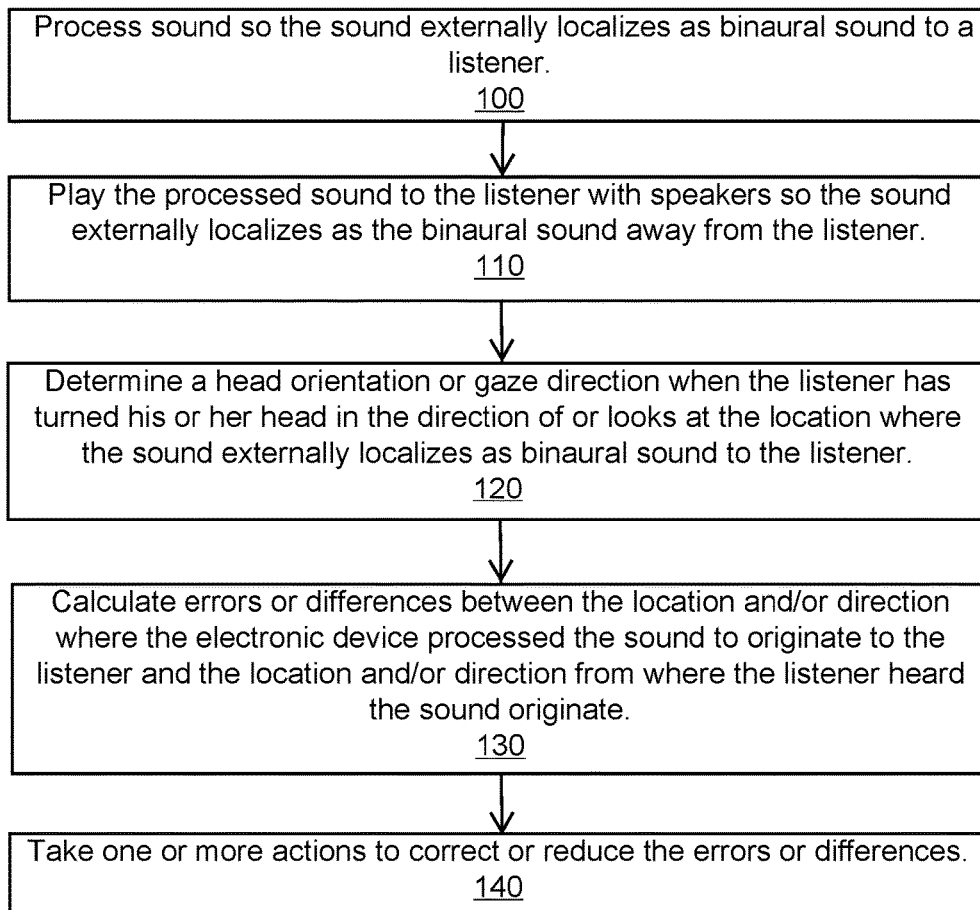 Process sound so the sound externally localizes as binaural sound to a
listener.
100
Play the processed sound to the listener with speakers so the sound
externally localizes as the binaural sound away from the listener.
110
Determine a head orientation or gaze direction when the listener has
turned his or her head in the direction of or looks at the location where
the sound externally localizes as binaural sound to the listener.
120
Calculate errors or differences between the location and/or direction
where the electronic device processed the sound to originate to the
listener and the location and/or direction from where the listener heard
the sound originate.
130
Take one or more actions to correct or reduce the errors or differences.
140